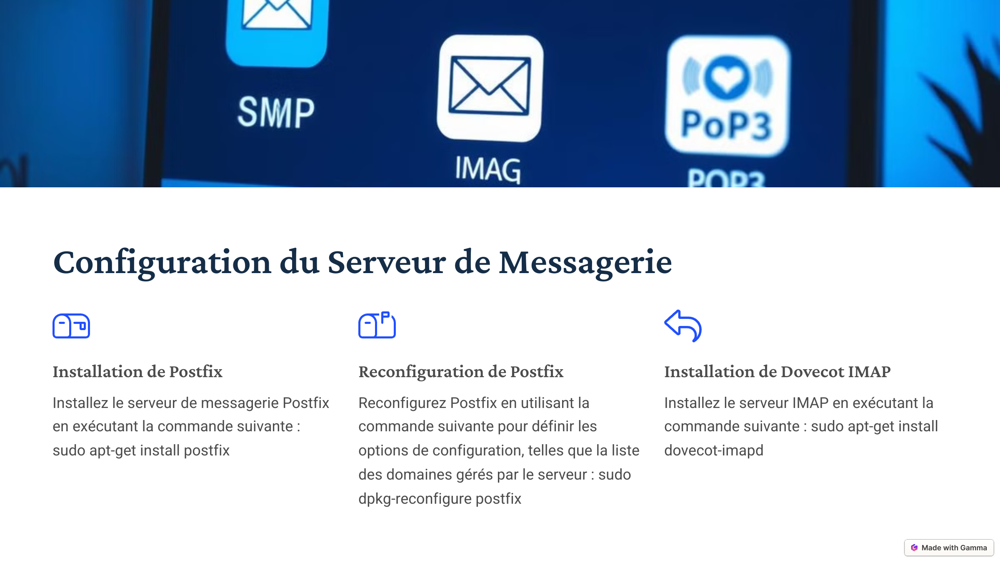 SMP
IMAG
PoP3
POP3
Configuration du Serveur de Messagerie
Installation de Postfix
Installez le serveur de messagerie Postfix
en exécutant la commande suivante :
sudo apt-get install postfix
Reconfiguration de Postfix
Reconfigurez Postfix en utilisant la
commande suivante pour définir les
options de configuration, telles que la liste
des domaines gérés par le serveur : sudo
dpkg-reconfigure postfix
Installation de Dovecot IMAP
Installez le serveur IMAP en exécutant la
commande suivante : sudo apt-get install
dovecot-imapd
Made with Gamma